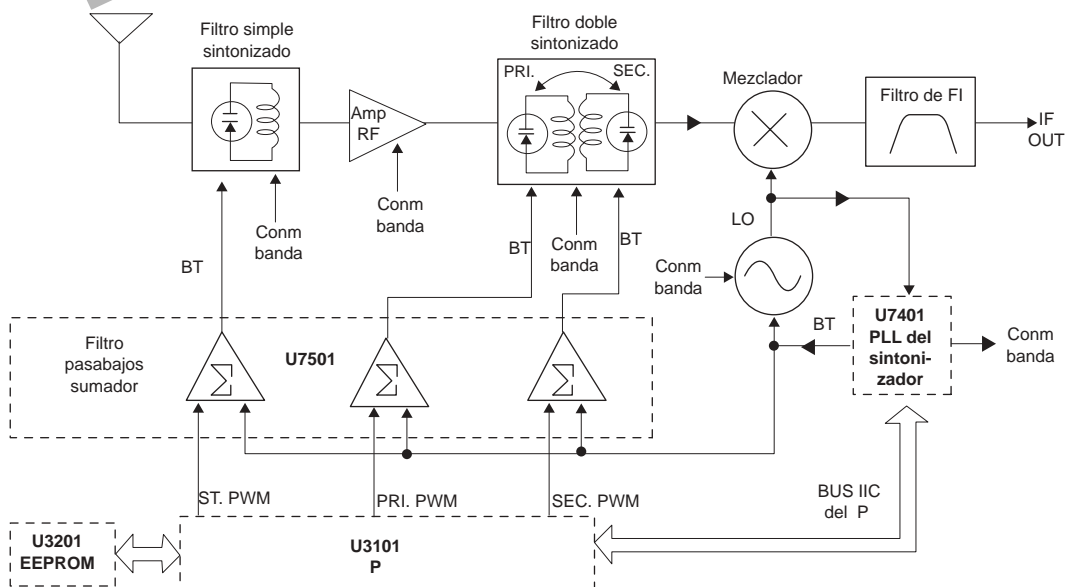 Filtro simple
sintonizado
Filtro doble
sintonizado
PRI.
SEC.
Mezclador
Filtro de FI
Amp
RF
IF
OUT
Conm
banda
Conm
banda
BT
BT
Conm
banda
BT
LO
Conm
banda
U7401
PLL del
sintoni-
zador
BT
Conm
banda
Filtro
pasabajos
sumador
U7501
Σ
Σ
Σ
ST. PWM
PRI. PWM
SEC. PWM
BUS IIC
del P
U3201
EEPROM
U3101
P